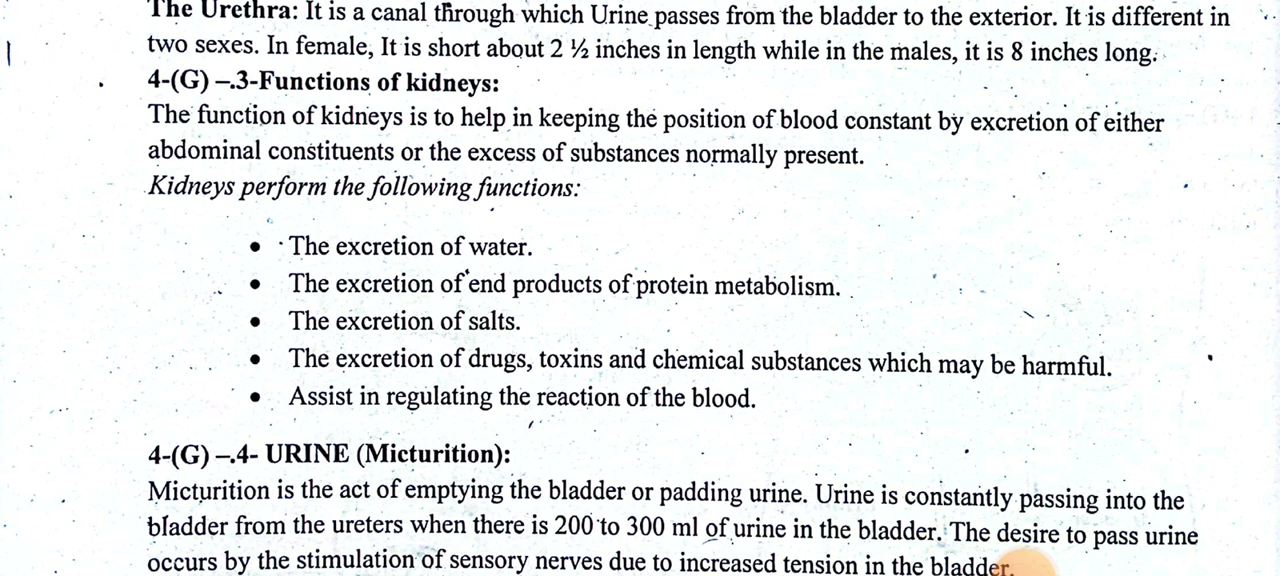 The Urethra: It is a canal through which Urine passes from the bladder to the exterior. It is different in
two sexes. In female, It is short about 2 ½ inches in length while in the males, it is 8 inches long.
4-(G) –.3-Functions of kidneys:
The function of kidneys is to help in keeping the position of blood constant by excretion of either
abdominal constituents or the excess of substances normally present.
Kidneys perform the following functions:
• The excretion of water.
• The excretion of end products of protein metabolism.
• The excretion of salts.
• The excretion of drugs, toxins and chemical substances which may be harmful.
• Assist in regulating the reaction of the blood.
4-(G) –.4- URINE (Micturition):
Micturition is the act of emptying the bladder or padding urine. Urine is constantly passing into the
bladder from the ureters when there is 200 to 300 ml of urine in the bladder. The desire to pass urine
occurs by the stimulation of sensory nerves due to increased tension in the bladder.